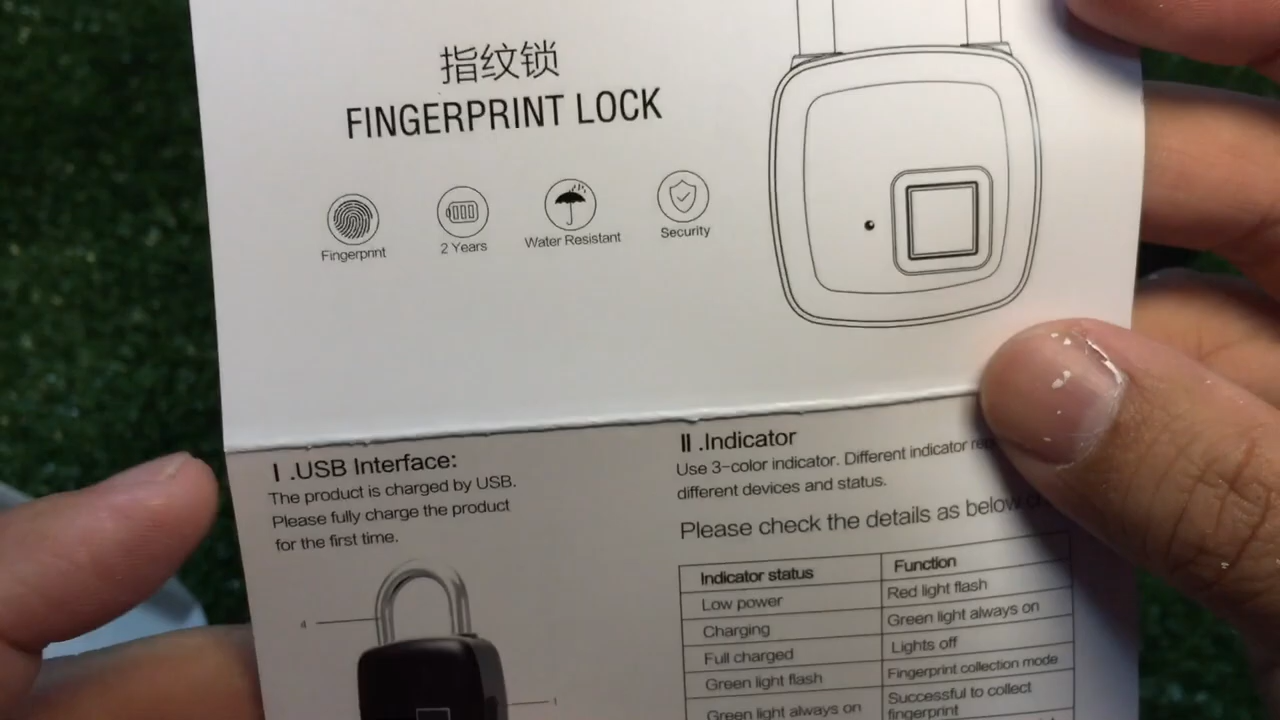 指纹锁
FINGERPRINT LOCK
Fingerprint
2 Years
Water Resistant
Security
Ⅰ.USB Interface:
The product is charged by USB.
Please fully charge the product
for the first time.
4
1
Ⅱ.Indicator
Use 3-color indicator. Different indicator
different devices and status.
Please check the details as below
Indicator status Function
Low power Red light flash
Charging Green light always on
Full charged Lights off
Green light flash Fingerprint collection mode
Green light always on Successful to collect
fingerprint